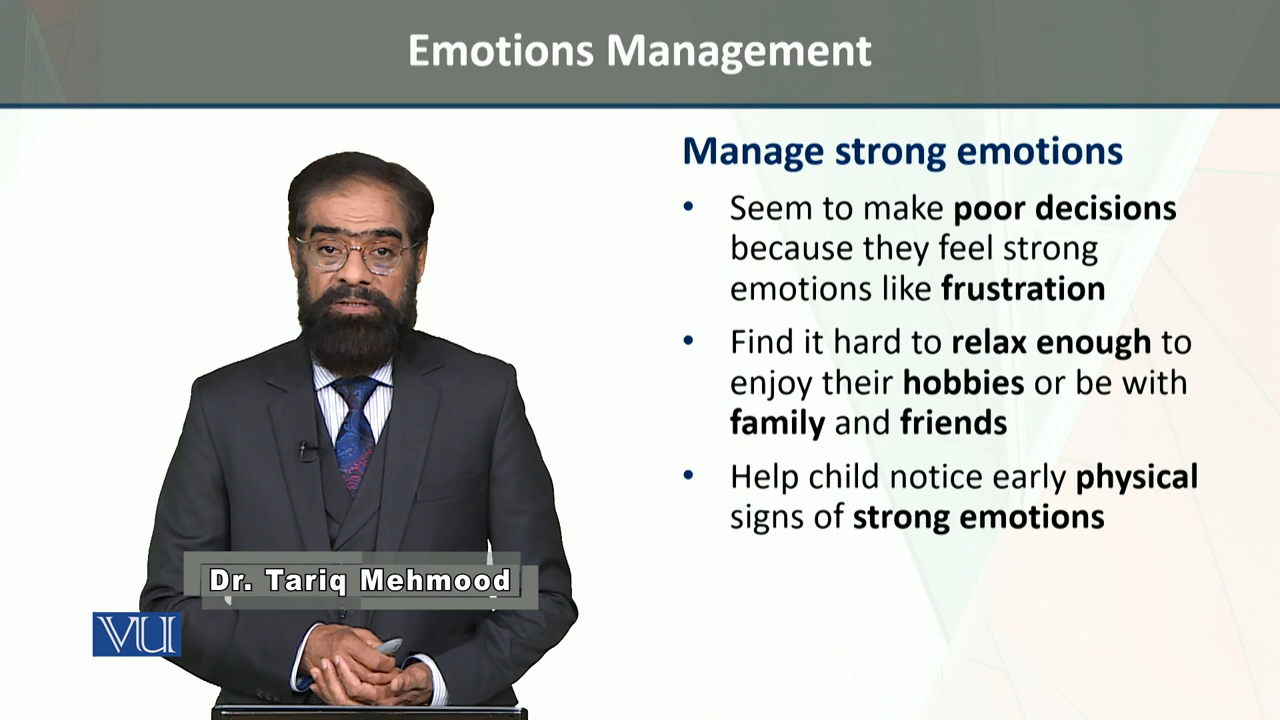 Emotions Management
Manage strong emotions
• Seem to make poor decisions
because they feel strong
emotions like frustration
• Find it hard to relax enough to
enjoy their hobbies or be with
family and friends
• Help child notice early physical
signs of strong emotions
Dr. Tariq Mehmood
VU